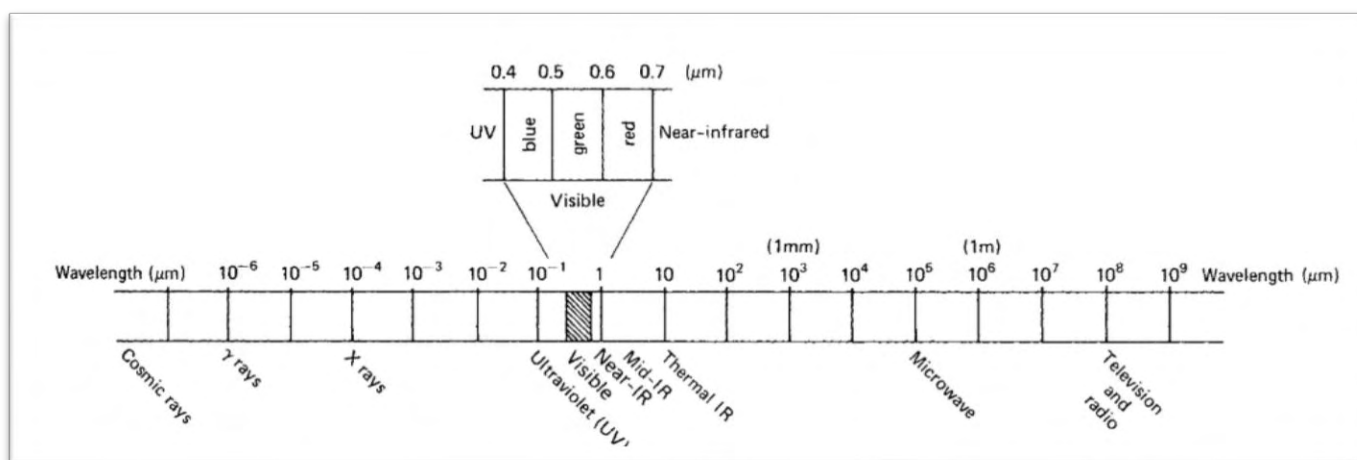 0.4 0.5 0.6 0.7 (μm)
UV blue green red Near-infrared
Visible
(1mm) (1m)
Wavelength (μm) 10⁻⁶ 10⁻⁵ 10⁻⁴ 10⁻³ 10⁻² 10⁻¹ 1 10 10² 10³ 10⁴ 10⁵ 10⁶ 10⁷ 10⁸ 10⁹ Wavelength (μm)
Cosmic rays
γ rays
X rays
Ultraviolet (UV)
Visible
Near-IR
Mid-IR
Thermal IR
Microwave
Television
and
radio